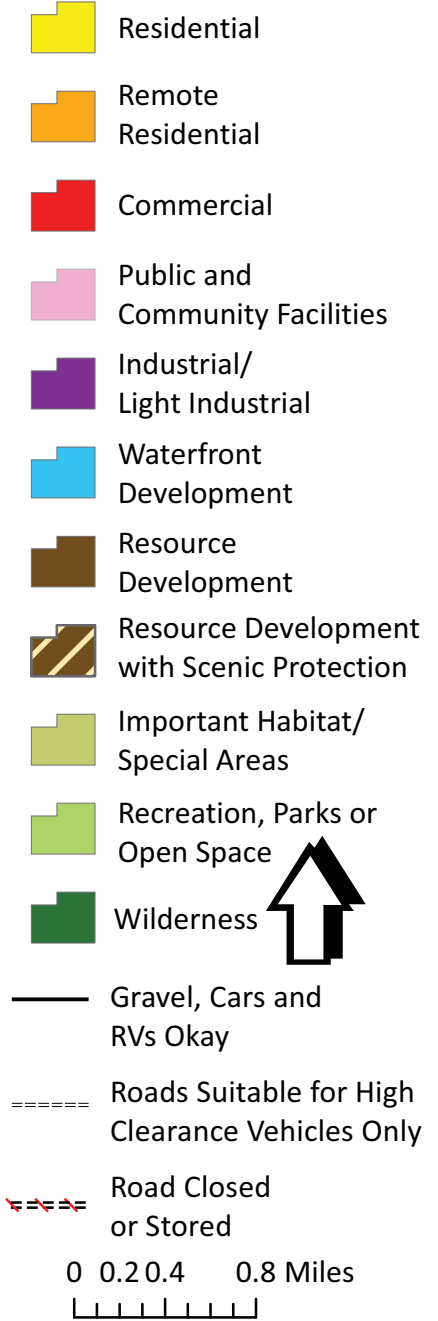 Residential
Remote
Residential
Commercial
Public and
Community Facilities
Industrial/
Light Industrial
Waterfront
Development
Resource
Development
Resource Development
with Scenic Protection
Important Habitat/
Special Areas
Recreation, Parks or
Open Space
Wilderness
Gravel, Cars and
RVs Okay
Roads Suitable for High
Clearance Vehicles Only
Road Closed
or Stored
0 0.2 0.4 0.8 Miles